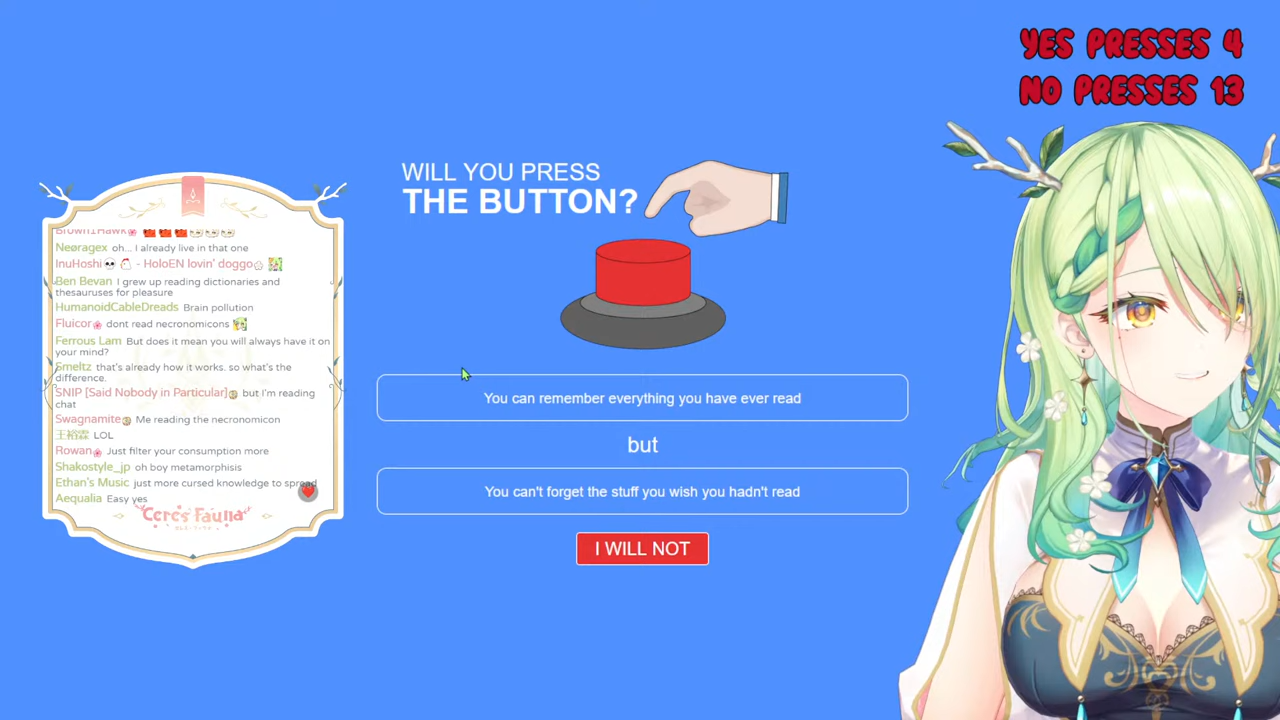 YES PRESSES 4
NO PRESSES 13
WILL YOU PRESS
THE BUTTON?
You can remember everything you have ever read
but
You can't forget the stuff you wish you hadn't read
I WILL NOT
Brown1Hawk
Neøragex oh... I already live in that one
InuHoshi - HoloEN lovin' doggo
Ben Bevan I grew up reading dictionaries and
thesauruses for pleasure
HumanoidCableDreads Brain pollution
Fluicor dont read necronomicons
Ferrous Lam But does it mean you will always have it on
your mind?
Smeltz that's already how it works. so what's the
difference.
SNIP [Said Nobody in Particular] but I'm reading
chat
Swagnamite Me reading the necronomicon
王裕霖 LOL
Rowan Just filter your consumption more
Shakostyle_jp oh boy metamorphisis
Ethan's Music just more cursed knowledge to spread
Aequalia Easy yes
Ceres Fauna